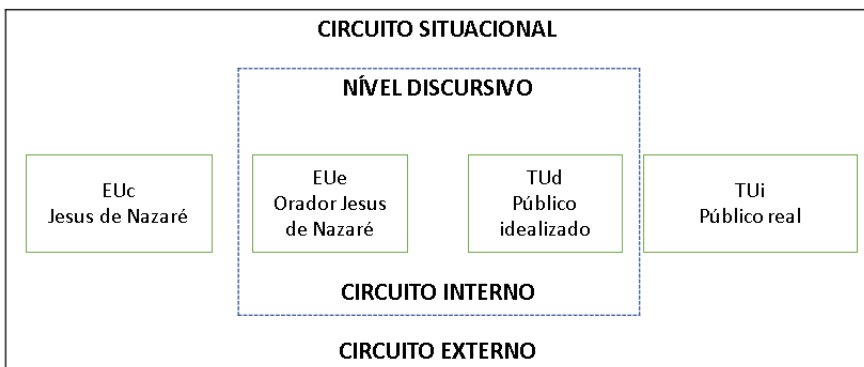 CIRCUITO SITUACIONAL
NÍVEL DISCURSIVO
EUc
Jesus de Nazaré
EUe
Orador Jesus
de Nazaré
TUd
Público
idealizado
TUi
Público real
CIRCUITO INTERNO
CIRCUITO EXTERNO